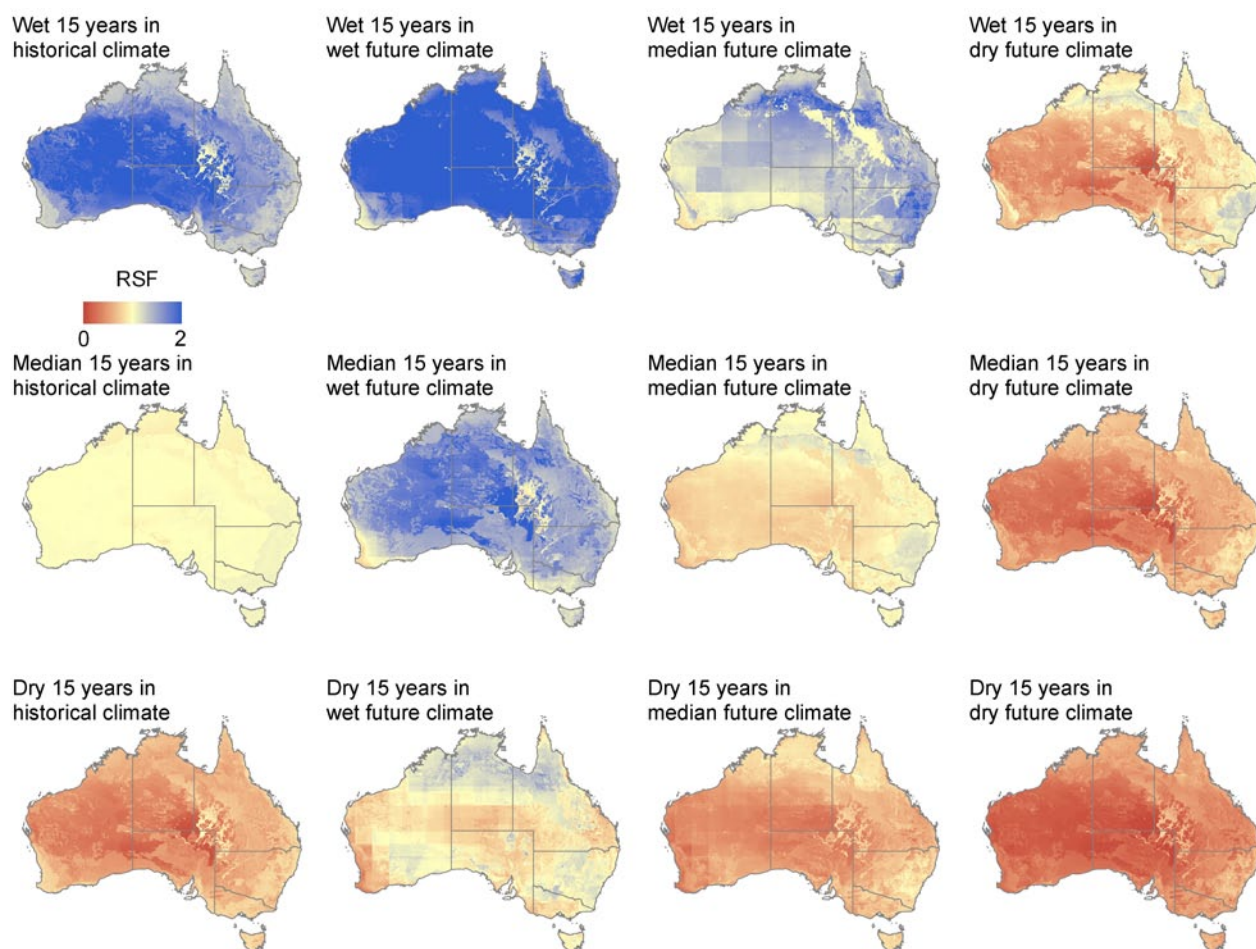 Wet 15 years in
historical climate
Wet 15 years in
wet future climate
Wet 15 years in
median future climate
Wet 15 years in
dry future climate
RSF
0 2
Median 15 years in
historical climate
Median 15 years in
wet future climate
Median 15 years in
median future climate
Median 15 years in
dry future climate
Dry 15 years in
historical climate
Dry 15 years in
wet future climate
Dry 15 years in
median future climate
Dry 15 years in
dry future climate